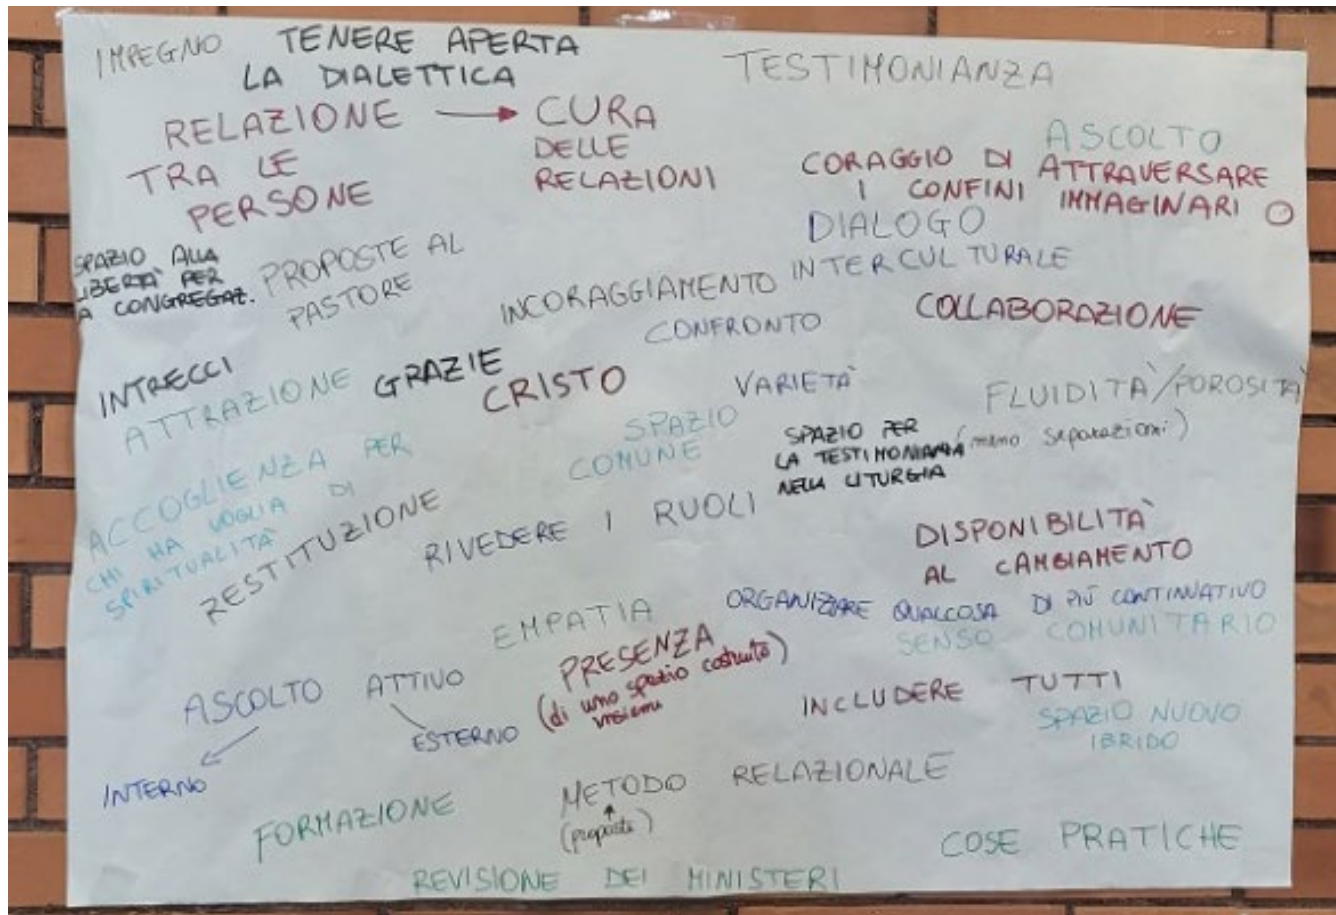 IMPEGNO
TENERE APERTA
LA DIALETTICA
TESTIMONIANZA
RELAZIONE → CURA
TRA LE
PERSONE
DELLE
RELAZIONI
ASCOLTO
CORAGGIO DI ATTRAVERSARE
I CONFINI IMMAGINARI
DIALOGO
INTERCULTURALE
SPAZIO ALLA
LIBERTÀ PER
A CONGREGAZ.
PROPOSTE AL
PASTORE
INCORAGGIAMENTO
CONFRONTO
COLLABORAZIONE
INTRECCI
ATTRAZIONE
GRAZIE
CRISTO
VARIETÀ
FLUIDITÀ/POROSITÀ
(meno separazioni)
SPAZIO
COMUNE
SPAZIO PER
LA TESTIMONIANZA
NELLA LITURGIA
ACCOGLIENZA PER
CHI HA VOGLIA DI
SPIRITUALITÀ
RESTITUZIONE
RIVEDERE I RUOLI
DISPONIBILITÀ
AL CAMBIAMENTO
EMPATIA
ORGANIZZARE QUALCOSA DI PIÙ CONTINUATIVO
SENSO COMUNITARIO
PRESENZA
(di uno spazio costruito)
insieme
ASCOLTO ATTIVO
ESTERNO
INTERNO
INCLUDERE TUTTI
SPAZIO NUOVO
IBRIDO
FORMAZIONE
METODO RELAZIONALE
(proposte)
COSE PRATICHE
REVISIONE DEI MINISTERI